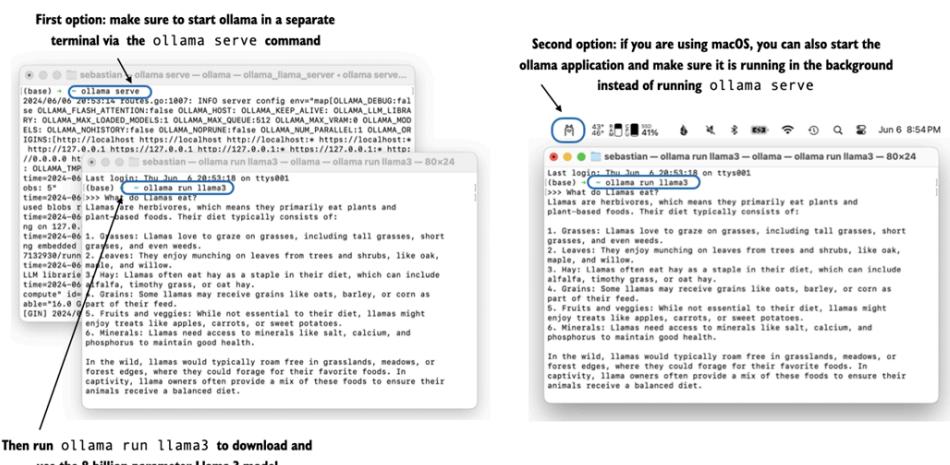 First option: make sure to start ollama in a separate
terminal via the ollama serve command
sebastian — ollama serve — ollama — ollama_llama_server • ollama serve...
(base) → ~ ollama serve
2024/06/06 20:53:14 routes.go:1007: INFO server config env="map[OLLAMA_DEBUG:fal
se OLLAMA_FLASH_ATTENTION:false OLLAMA_HOST: OLLAMA_KEEP_ALIVE: OLLAMA_LLM_LIBRA
RY: OLLAMA_MAX_LOADED_MODELS:1 OLLAMA_MAX_QUEUE:512 OLLAMA_MAX_VRAM:0 OLLAMA_MOD
ELS: OLLAMA_NOHISTORY:false OLLAMA_NOPRUNE:false OLLAMA_NUM_PARALLEL:1 OLLAMA_OR
IGINS:[http://localhost https://localhost http://localhost:* https://localhost:*
http://127.0.0.1 https://127.0.0.1 http://127.0.0.1:* https://127.0.0.1:* http:
//0.0.0.0 ht
: OLLAMA_TMP
time=2024-06
obs: 5"
time=2024-06
used blobs r
time=2024-06
ng on 127.0.
time=2024-06
ng embedded
time=2024-06
7132930/runn
time=2024-06
LLM librarie
time=2024-06
compute" id=
able="16.0 G
[GIN] 2024/0
sebastian — ollama run llama3 — ollama — ollama run llama3 — 80×24
Last login: Thu Jun 6 20:53:18 on ttys001
(base) → ~ ollama run llama3
>>> What do Llamas eat?
Llamas are herbivores, which means they primarily eat plants and
plant-based foods. Their diet typically consists of:
1. Grasses: Llamas love to graze on grasses, including tall grasses, short
grasses, and even weeds.
2. Leaves: They enjoy munching on leaves from trees and shrubs, like oak,
maple, and willow.
3. Hay: Llamas often eat hay as a staple in their diet, which can include
alfalfa, timothy grass, or oat hay.
4. Grains: Some llamas may receive grains like oats, barley, or corn as
part of their feed.
5. Fruits and veggies: While not essential to their diet, llamas might
enjoy treats like apples, carrots, or sweet potatoes.
6. Minerals: Llamas need access to minerals like salt, calcium, and
phosphorus to maintain good health.
In the wild, llamas would typically roam free in grasslands, meadows, or
forest edges, where they could forage for their favorite foods. In
captivity, llama owners often provide a mix of these foods to ensure their
animals receive a balanced diet.
Then run ollama run llama3 to download and
use the 8-billion-parameter Llama 3 model
Second option: if you are using macOS, you can also start the
ollama application and make sure it is running in the background
instead of running ollama serve
43° 46° 41% Jun 6 8:54 PM
sebastian — ollama run llama3 — ollama — ollama run llama3 — 80×24
Last login: Thu Jun 6 20:53:18 on ttys001
(base) → ~ ollama run llama3
>>> What do Llamas eat?
Llamas are herbivores, which means they primarily eat plants and
plant-based foods. Their diet typically consists of:
1. Grasses: Llamas love to graze on grasses, including tall grasses, short
grasses, and even weeds.
2. Leaves: They enjoy munching on leaves from trees and shrubs, like oak,
maple, and willow.
3. Hay: Llamas often eat hay as a staple in their diet, which can include
alfalfa, timothy grass, or oat hay.
4. Grains: Some llamas may receive grains like oats, barley, or corn as
part of their feed.
5. Fruits and veggies: While not essential to their diet, llamas might
enjoy treats like apples, carrots, or sweet potatoes.
6. Minerals: Llamas need access to minerals like salt, calcium, and
phosphorus to maintain good health.
In the wild, llamas would typically roam free in grasslands, meadows, or
forest edges, where they could forage for their favorite foods. In
captivity, llama owners often provide a mix of these foods to ensure their
animals receive a balanced diet.